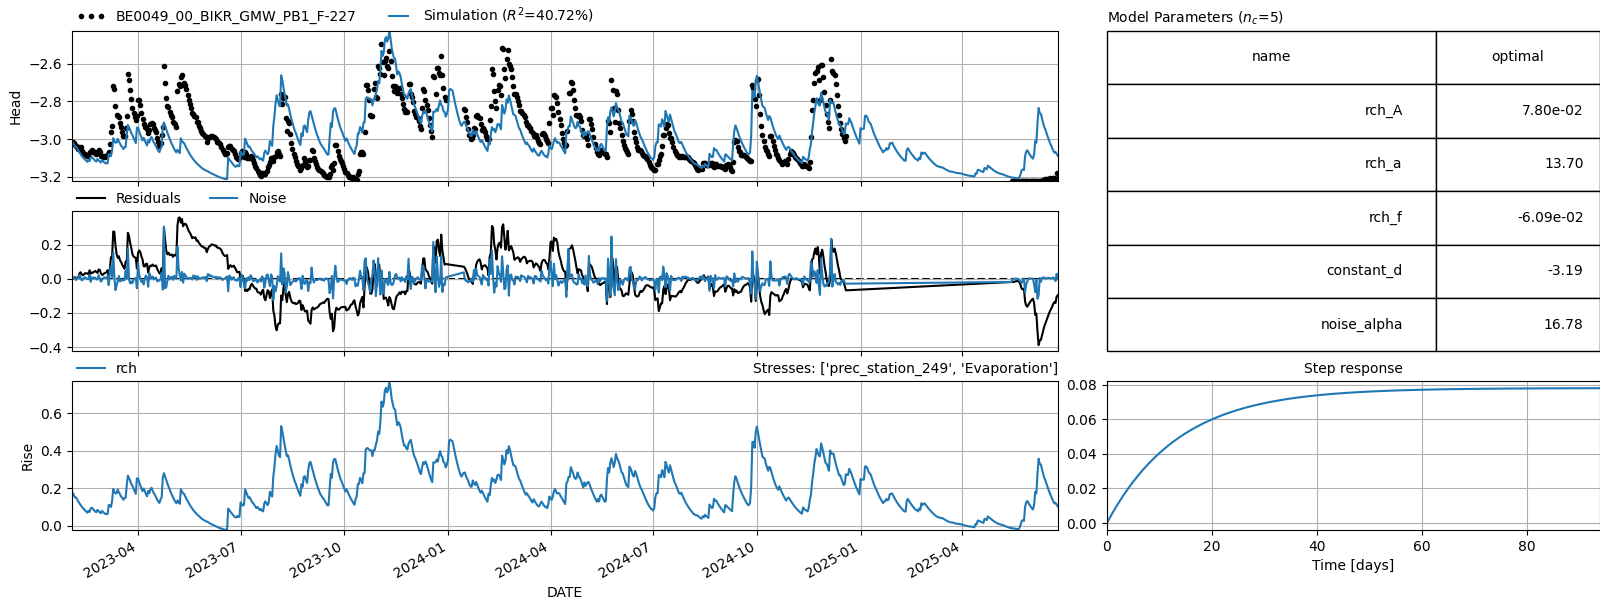 BE0049_00_BIKR_GMW_PB1_F-227 Simulation (R²=40.72%)
Head
−2.6
−2.8
−3.0
−3.2
Residuals Noise
0.2
0.0
−0.2
−0.4
rch Stresses: ['prec_station_249', 'Evaporation']
Rise
0.6
0.4
0.2
0.0
2023-04 2023-07 2023-10 2024-01 2024-04 2024-07 2024-10 2025-01 2025-04
DATE
Model Parameters (n_c=5)
name optimal
rch_A 7.80e-02
rch_a 13.70
rch_f -6.09e-02
constant_d -3.19
noise_alpha 16.78
Step response
0.08
0.06
0.04
0.02
0.00
0 20 40 60 80
Time [days]